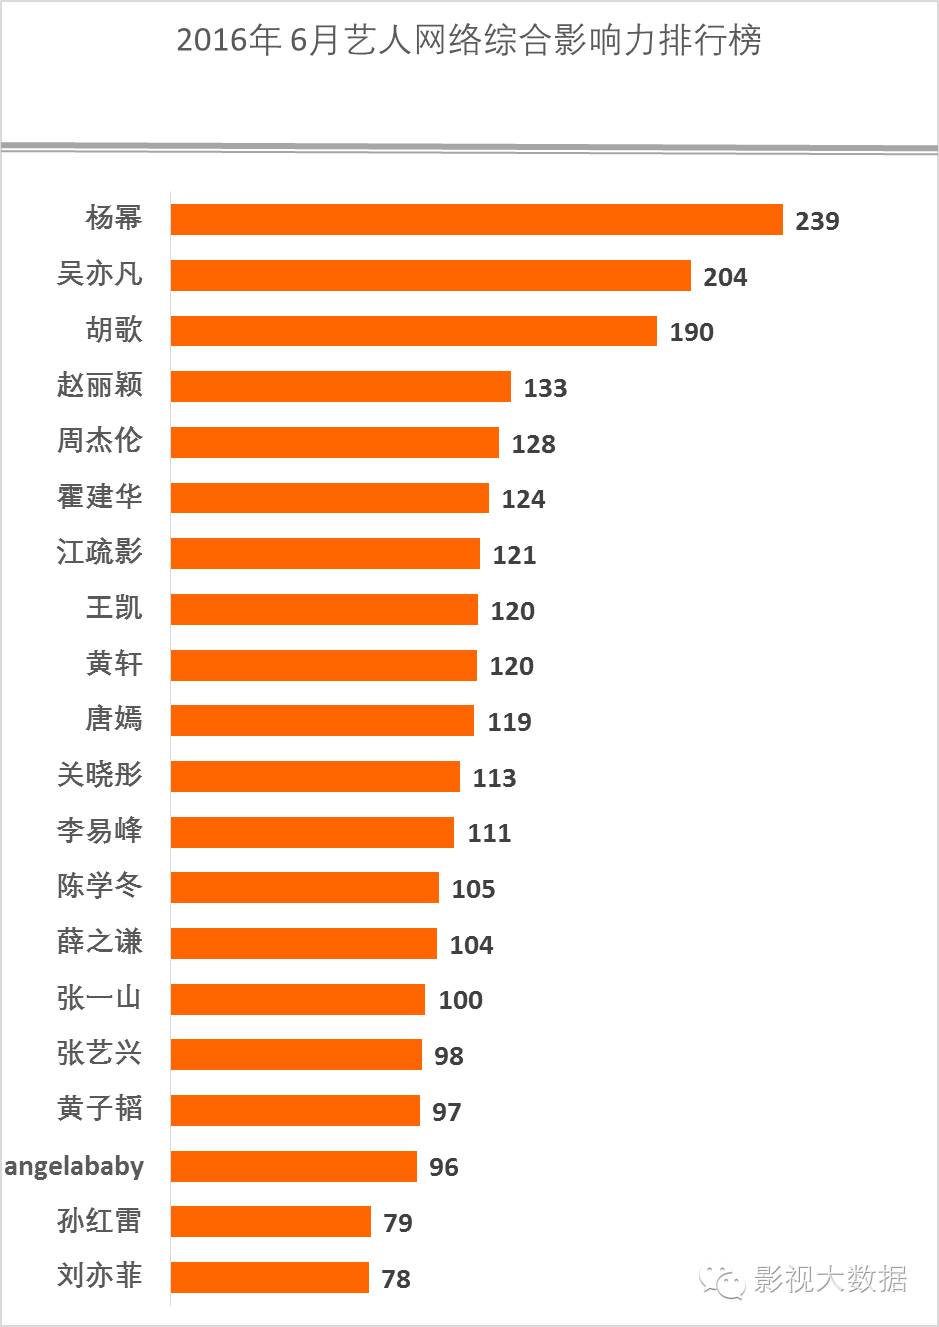 2016年 6月艺人网络综合影响力排行榜
杨幂 239
吴亦凡 204
胡歌 190
赵丽颖 133
周杰伦 128
霍建华 124
江疏影 121
王凯 120
黄轩 120
唐嫣 119
关晓彤 113
李易峰 111
陈学冬 105
薛之谦 104
张一山 100
张艺兴 98
黄子韬 97
angelababy 96
孙红雷 79
刘亦菲 78
影视大数据